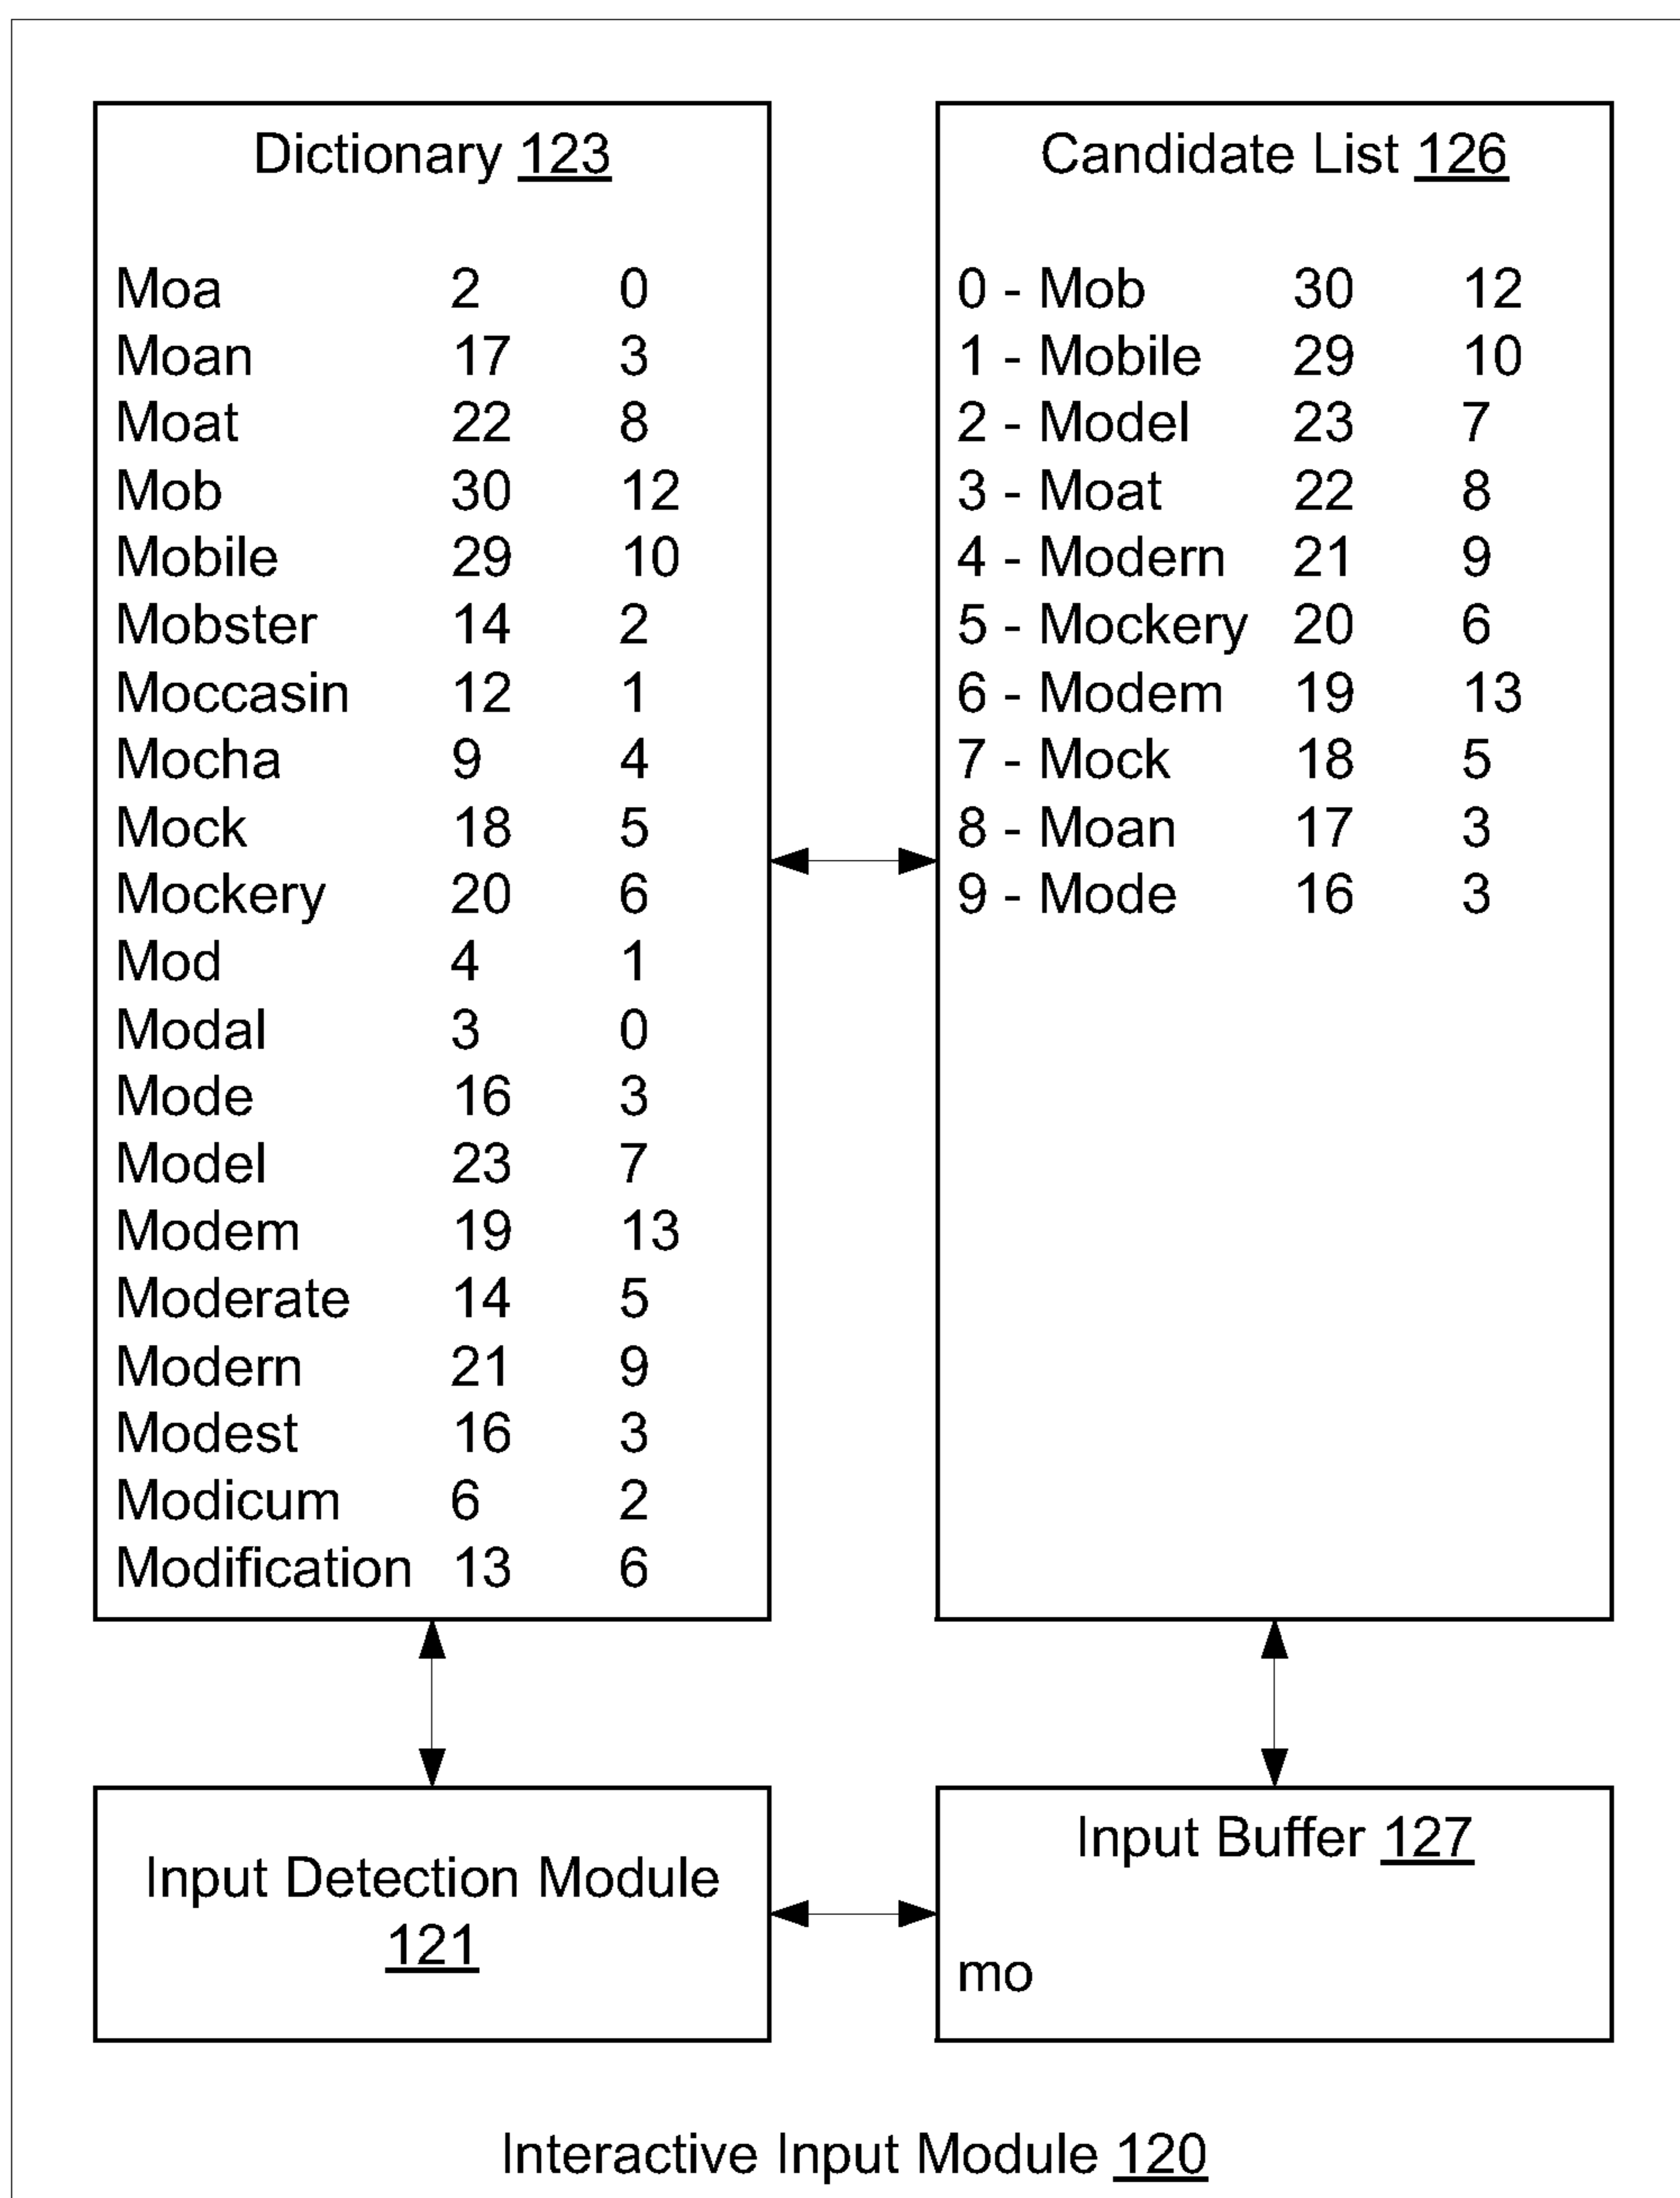 Dictionary 123
Moa 2 0
Moan 17 3
Moat 22 8
Mob 30 12
Mobile 29 10
Mobster 14 2
Moccasin 12 1
Mocha 9 4
Mock 18 5
Mockery 20 6
Mod 4 1
Modal 3 0
Mode 16 3
Model 23 7
Modem 19 13
Moderate 14 5
Modern 21 9
Modest 16 3
Modicum 6 2
Modification 13 6
Candidate List 126
0 - Mob 30 12
1 - Mobile 29 10
2 - Model 23 7
3 - Moat 22 8
4 - Modern 21 9
5 - Mockery 20 6
6 - Modem 19 13
7 - Mock 18 5
8 - Moan 17 3
9 - Mode 16 3
Input Detection Module
121
Input Buffer 127
mo
Interactive Input Module 120